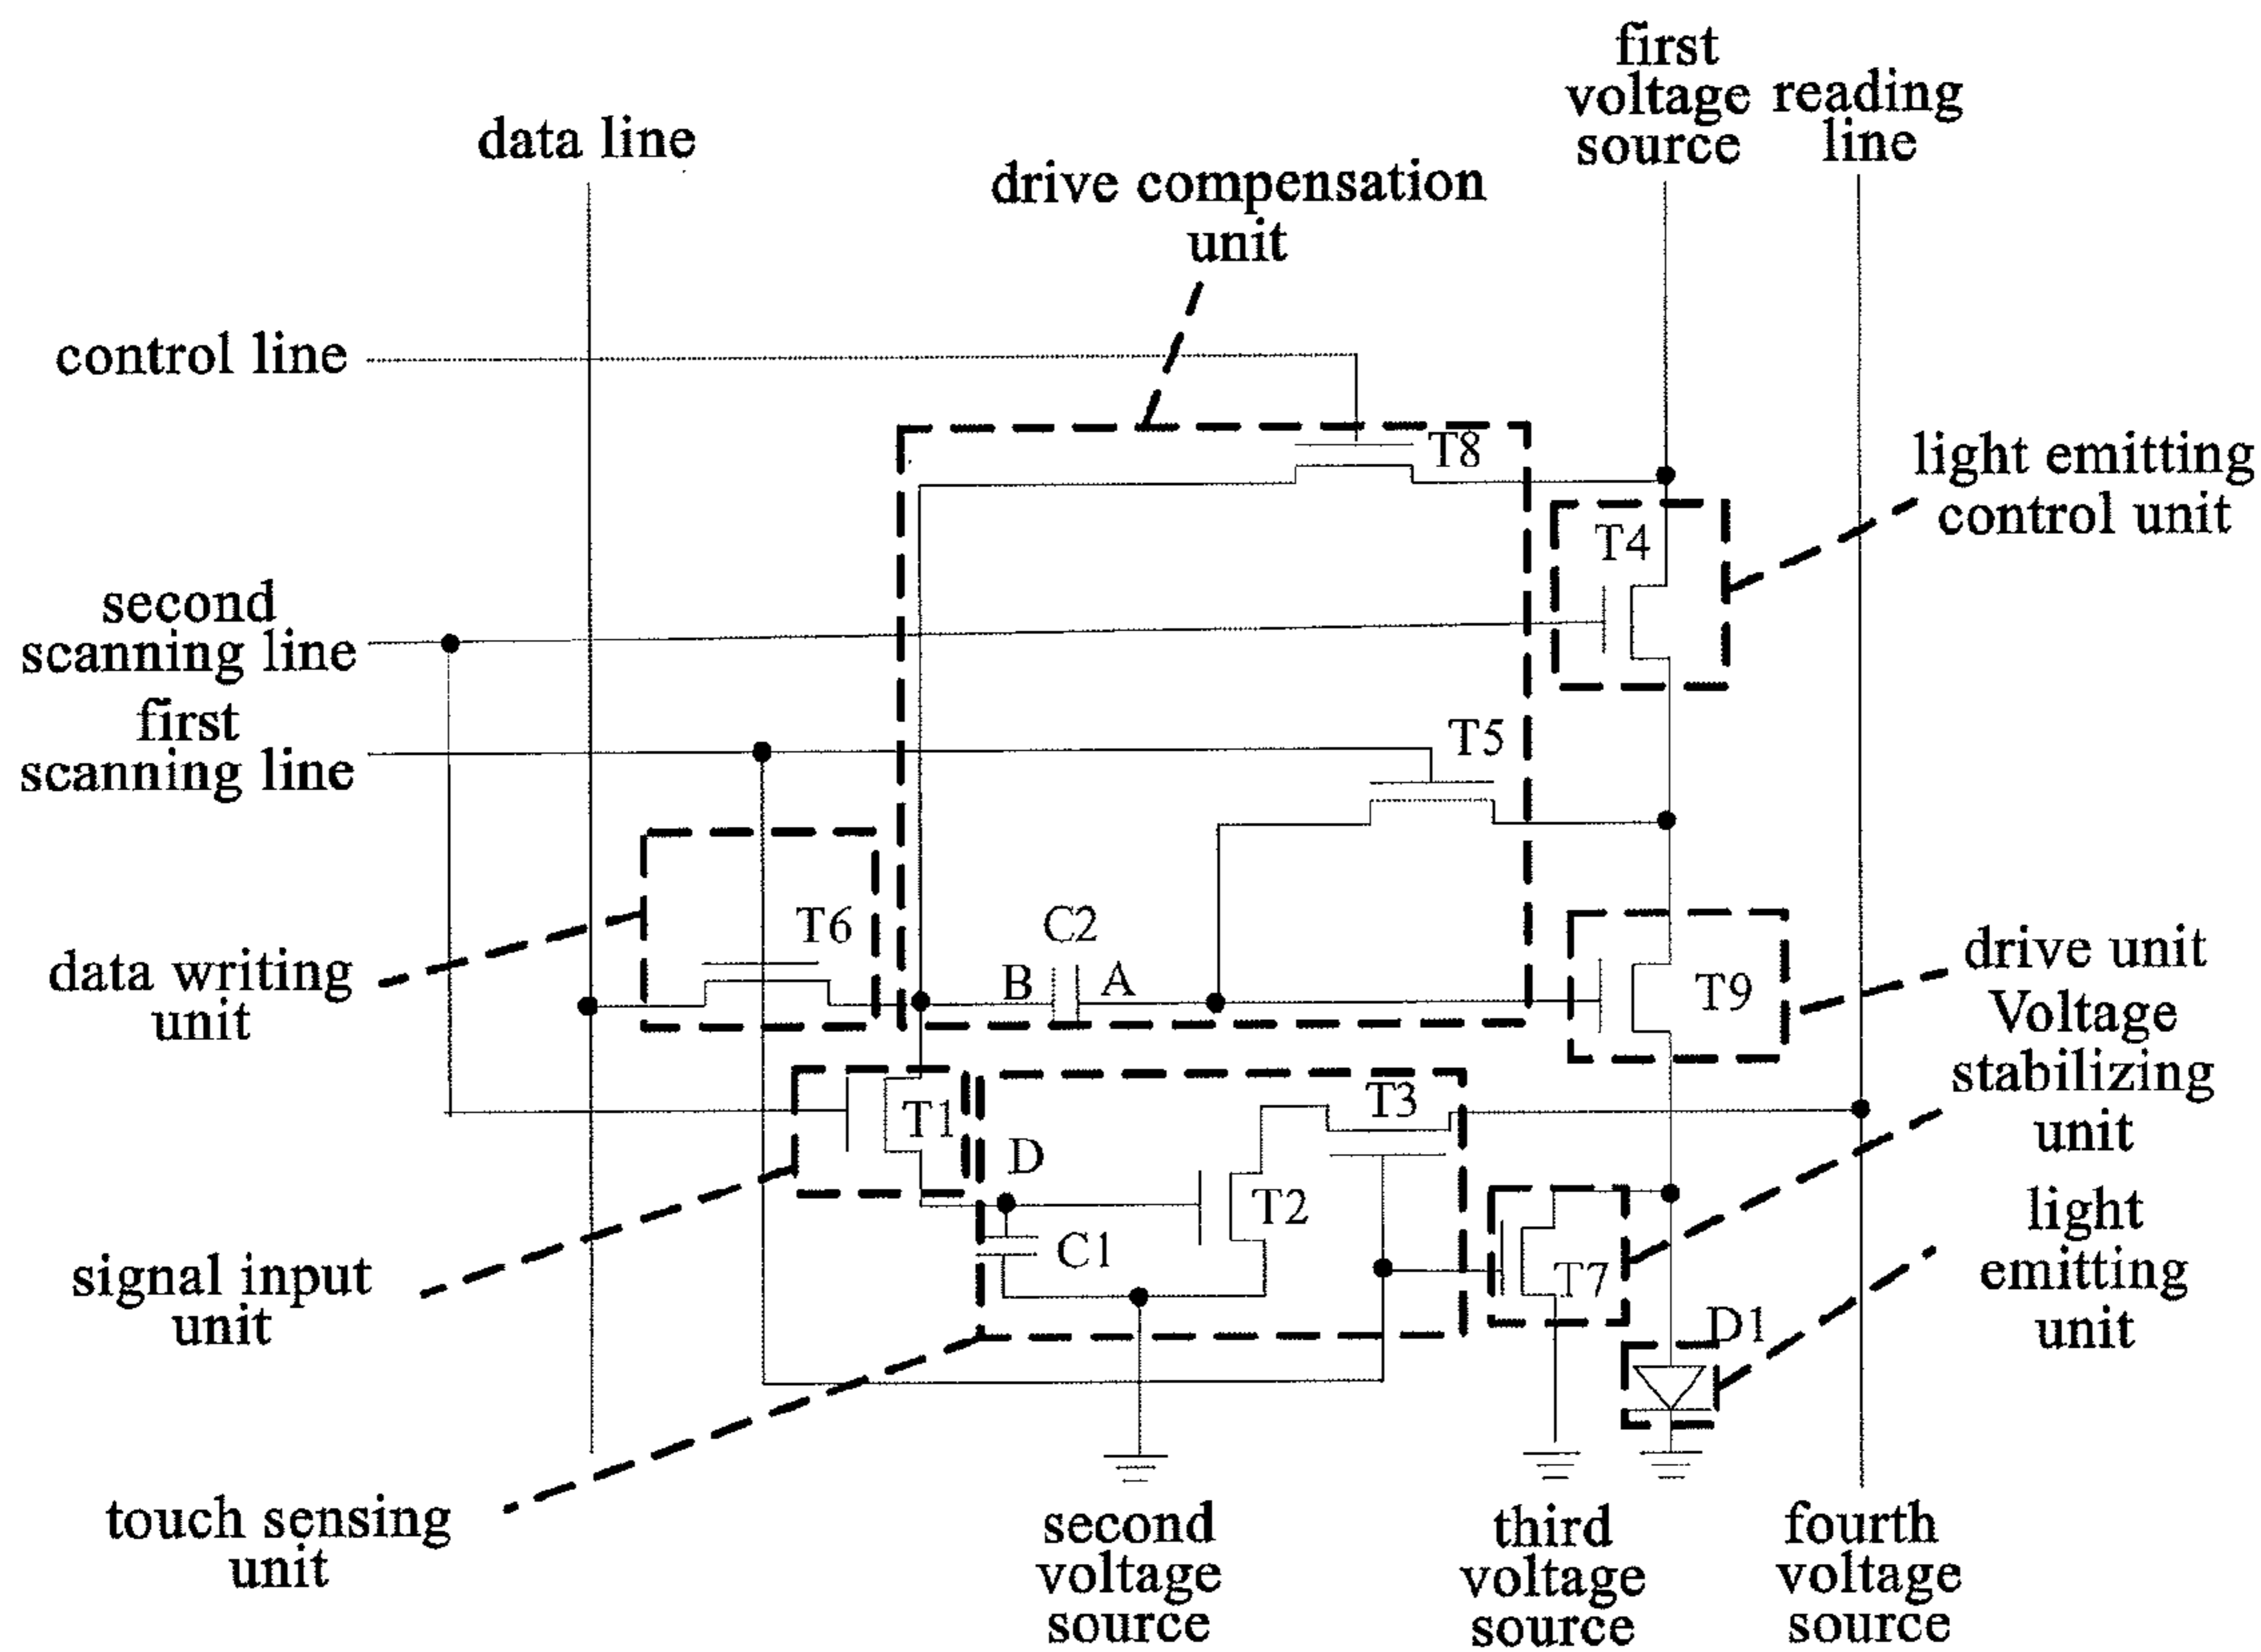 first
voltage
source
reading
line
data line
drive compensation
unit
control line
T8
light emitting
control unit
T4
second
scanning line
first
scanning line
T5
T6
C2
B
A
data writing
unit
T9
drive unit
Voltage
stabilizing
unit
T1
T3
D
T2
C1
T7
light
emitting
unit
signal input
unit
D1
touch sensing
unit
second
voltage
source
third
voltage
source
fourth
voltage
source